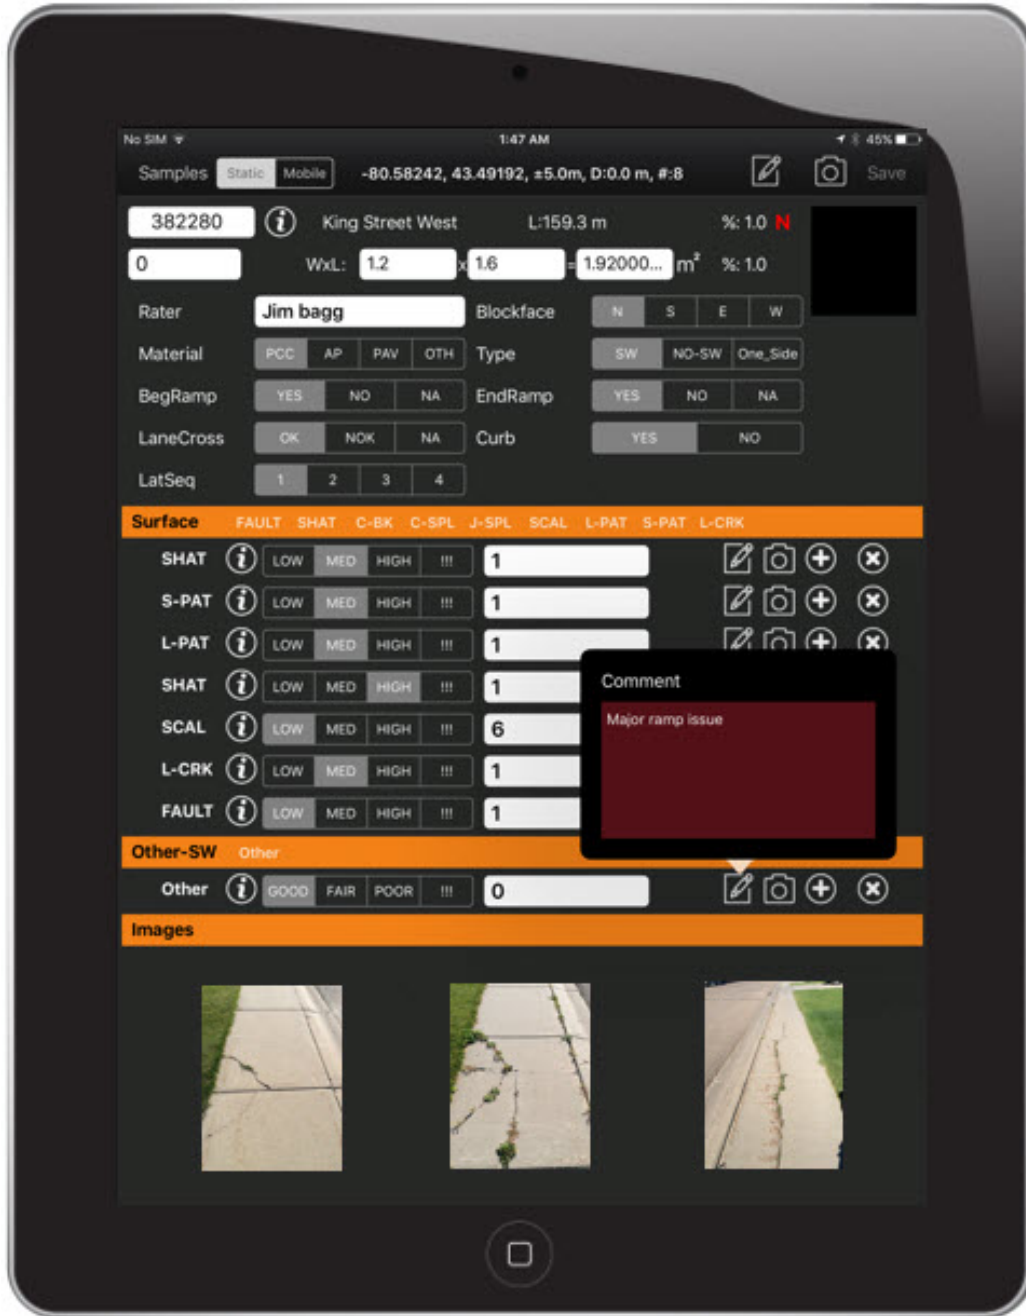 No SIM 1:47 AM 45%
Samples Static Mobile -80.58242, 43.49192, ±5.0m, D:0.0 m, #:8 Save
382280 i King Street West L:159.3 m %: 1.0 N
0 WxL: 1.2 x 1.6 = 1.92000... m² %: 1.0
Rater Jim bagg Blockface N S E W
Material PCC AP PAV OTH Type SW NO-SW One_Side
BegRamp YES NO NA EndRamp YES NO NA
LaneCross OK NOK NA Curb YES NO
LatSeq 1 2 3 4
Surface FAULT SHAT C-BK C-SPL J-SPL SCAL L-PAT S-PAT L-CRK
SHAT i LOW MED HIGH !!! 1
S-PAT i LOW MED HIGH !!! 1
L-PAT i LOW MED HIGH !!! 1
SHAT i LOW MED HIGH !!! 1
SCAL i LOW MED HIGH !!! 6
L-CRK i LOW MED HIGH !!! 1
FAULT i LOW MED HIGH !!! 1
Comment
Major ramp issue
Other-SW Other
Other i GOOD FAIR POOR !!! 0
Images